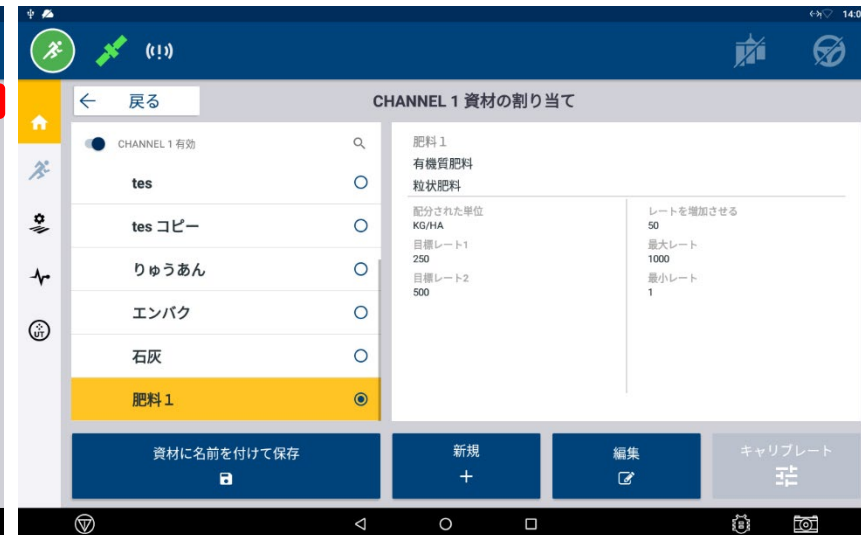 14:0
戻る
CHANNEL 1 資材の割り当て
CHANNEL 1 有効
tes
tes コピー
りゅうあん
エンバク
石灰
肥料１
資材に名前を付けて保存
肥料１
有機質肥料
粒状肥料
配分された単位
KG/HA
目標レート1
250
目標レート2
500
レートを増加させる
50
最大レート
1000
最小レート
1
新規
編集
キャリブレート
UT